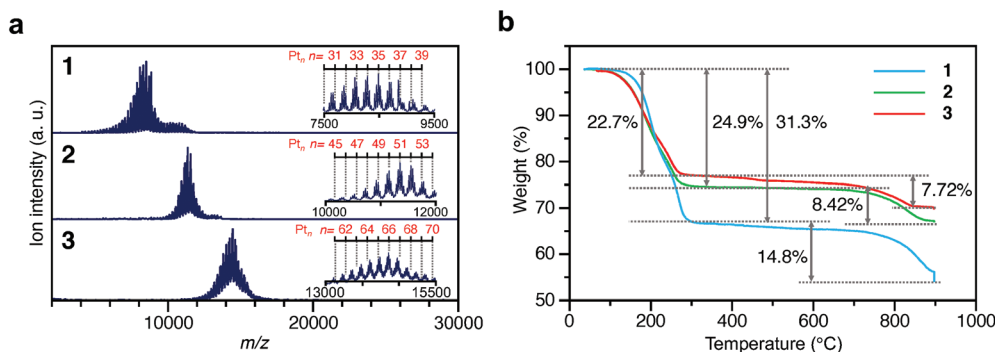 a
b
Ion intensity (a. u.)
1
Pt_n n= 31 33 35 37 39
7500 9500
2
Pt_n n= 45 47 49 51 53
10000 12000
3
Pt_n n= 62 64 66 68 70
13000 15500
10000 20000 30000
m/z
Weight (%)
100
90
80
70
60
50
22.7%
24.9%
31.3%
1
2
3
7.72%
8.42%
14.8%
0 200 400 600 800 1000
Temperature (°C)